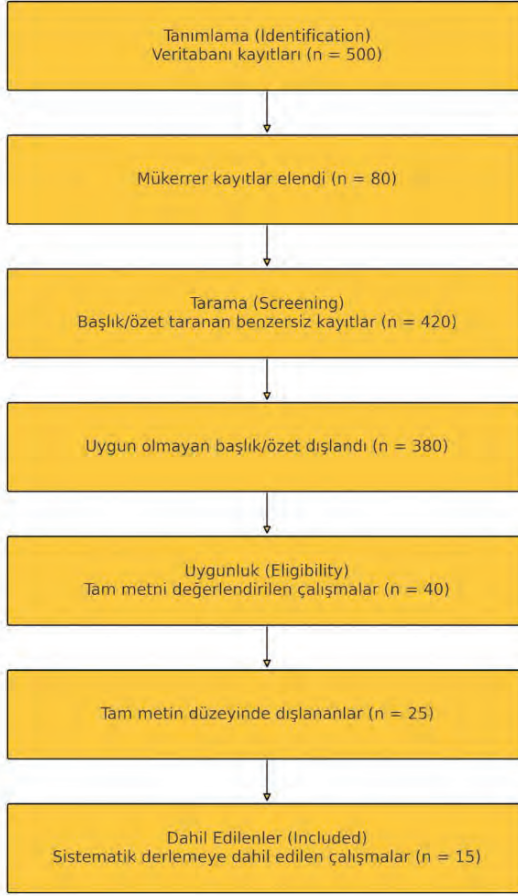 Tanımlama (Identification)
Veritabanı kayıtları (n = 500)
Mükerrer kayıtlar elendi (n = 80)
Tarama (Screening)
Başlık/özet taranan benzersiz kayıtlar (n = 420)
Uygun olmayan başlık/özet dışlandı (n = 380)
Uygunluk (Eligibility)
Tam metni değerlendirilen çalışmalar (n = 40)
Tam metin düzeyinde dışlananlar (n = 25)
Dahil Edilenler (Included)
Sistematik derlemeye dahil edilen çalışmalar (n = 15)